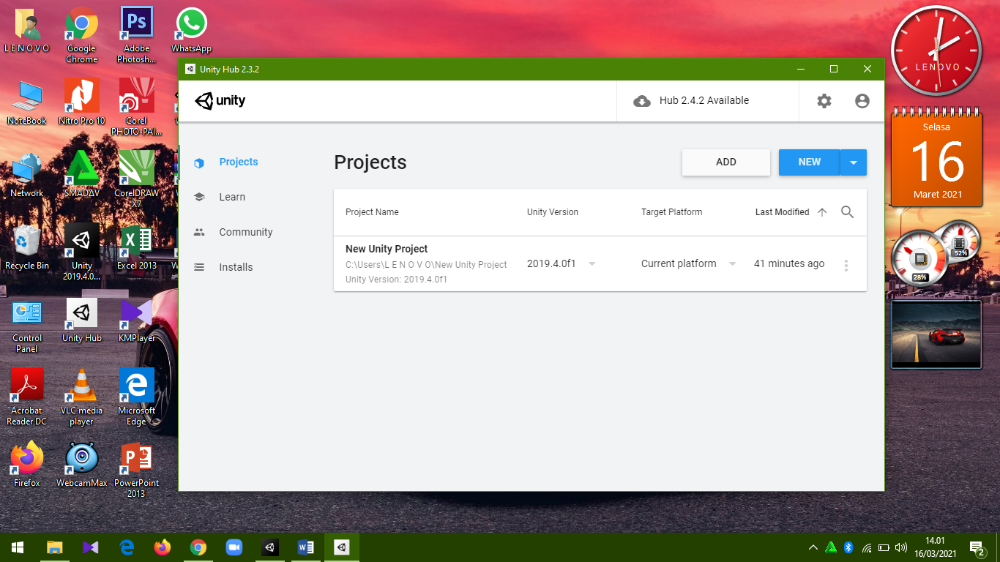 L E N O V O
Google
Chrome
Ps
Adobe
Photosh...
WhatsApp
NoteBook
Nitro Pro 10
Corel
PHOTO-PAI...
Network
SMADΔV
CorelDRAW
X7
Recycle Bin
Unity
2019.4.0...
Excel 2013
Control
Panel
Unity Hub
KMPlayer
Acrobat
Reader DC
VLC media
player
Microsoft
Edge
Firefox
WebcamMax
PowerPoint
2013
Unity Hub 2.3.2
unity
Hub 2.4.2 Available
Projects
Learn
Community
Installs
Projects
ADD
NEW
Project Name
Unity Version
Target Platform
Last Modified
New Unity Project
C:\Users\L E N O V O\New Unity Project
Unity Version: 2019.4.0f1
2019.4.0f1
Current platform
41 minutes ago
LENOVO
Selasa
16
Maret 2021
52%
28%
14.01
16/03/2021
2